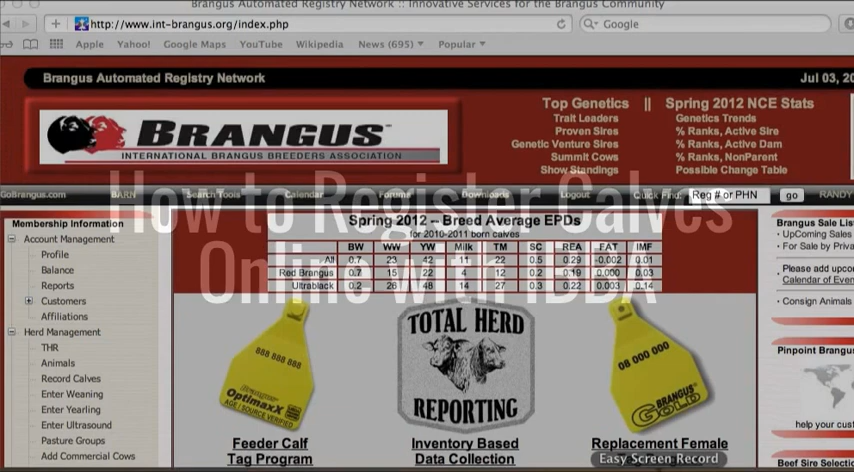 Brangus Automated Registry Network :: Innovative Services for the Brangus Community
http://www.int-brangus.org/index.php
Google
Apple Yahoo! Google Maps YouTube Wikipedia News (695) Popular
Brangus Automated Registry Network
Jul 03, 20
BRANGUS
INTERNATIONAL BRANGUS BREEDERS ASSOCIATION
Top Genetics || Spring 2012 NCE Stats
Trait Leaders Genetics Trends
Proven Sires % Ranks, Active Sire
Genetic Venture Sires % Ranks, Active Dam
Summit Cows % Ranks, NonParent
Show Standings Possible Change Table
GoBrangus.com BARN Search Tools Calendar Forums Downloads Logout Quick Find: Reg # or PHN go RANDY
How to Register Calves
Online with IBBA
Membership Information
Account Management
Profile
Balance
Reports
Customers
Affiliations
Herd Management
THR
Animals
Record Calves
Enter Weaning
Enter Yearling
Enter Ultrasound
Pasture Groups
Add Commercial Cows
Spring 2012 -- Breed Average EPDs
for 2010-2011 born calves
BW WW YW Milk TM SC REA FAT IMF
All 0.7 23 42 11 22 0.5 0.29 -0.002 0.01
Red Brangus 0.7 15 22 4 12 0.2 0.19 0.000 0.03
Ultrablack 0.2 26 48 14 27 0.3 0.22 0.003 0.14
888 888 888
Brangus
OptimaxX
AGE / SOURCE VERIFIED
Feeder Calf
Tag Program
TOTAL HERD
REPORTING
Inventory Based
Data Collection
08 000 000
BRANGUS
GOLD
Replacement Female
Easy Screen Record
Brangus Sale List
UpComing Sales
For Sale by Priva
Please add upco
Calendar of Even
Consign Animals
Pinpoint Brangus
help your cust
Beef Sire Selectio